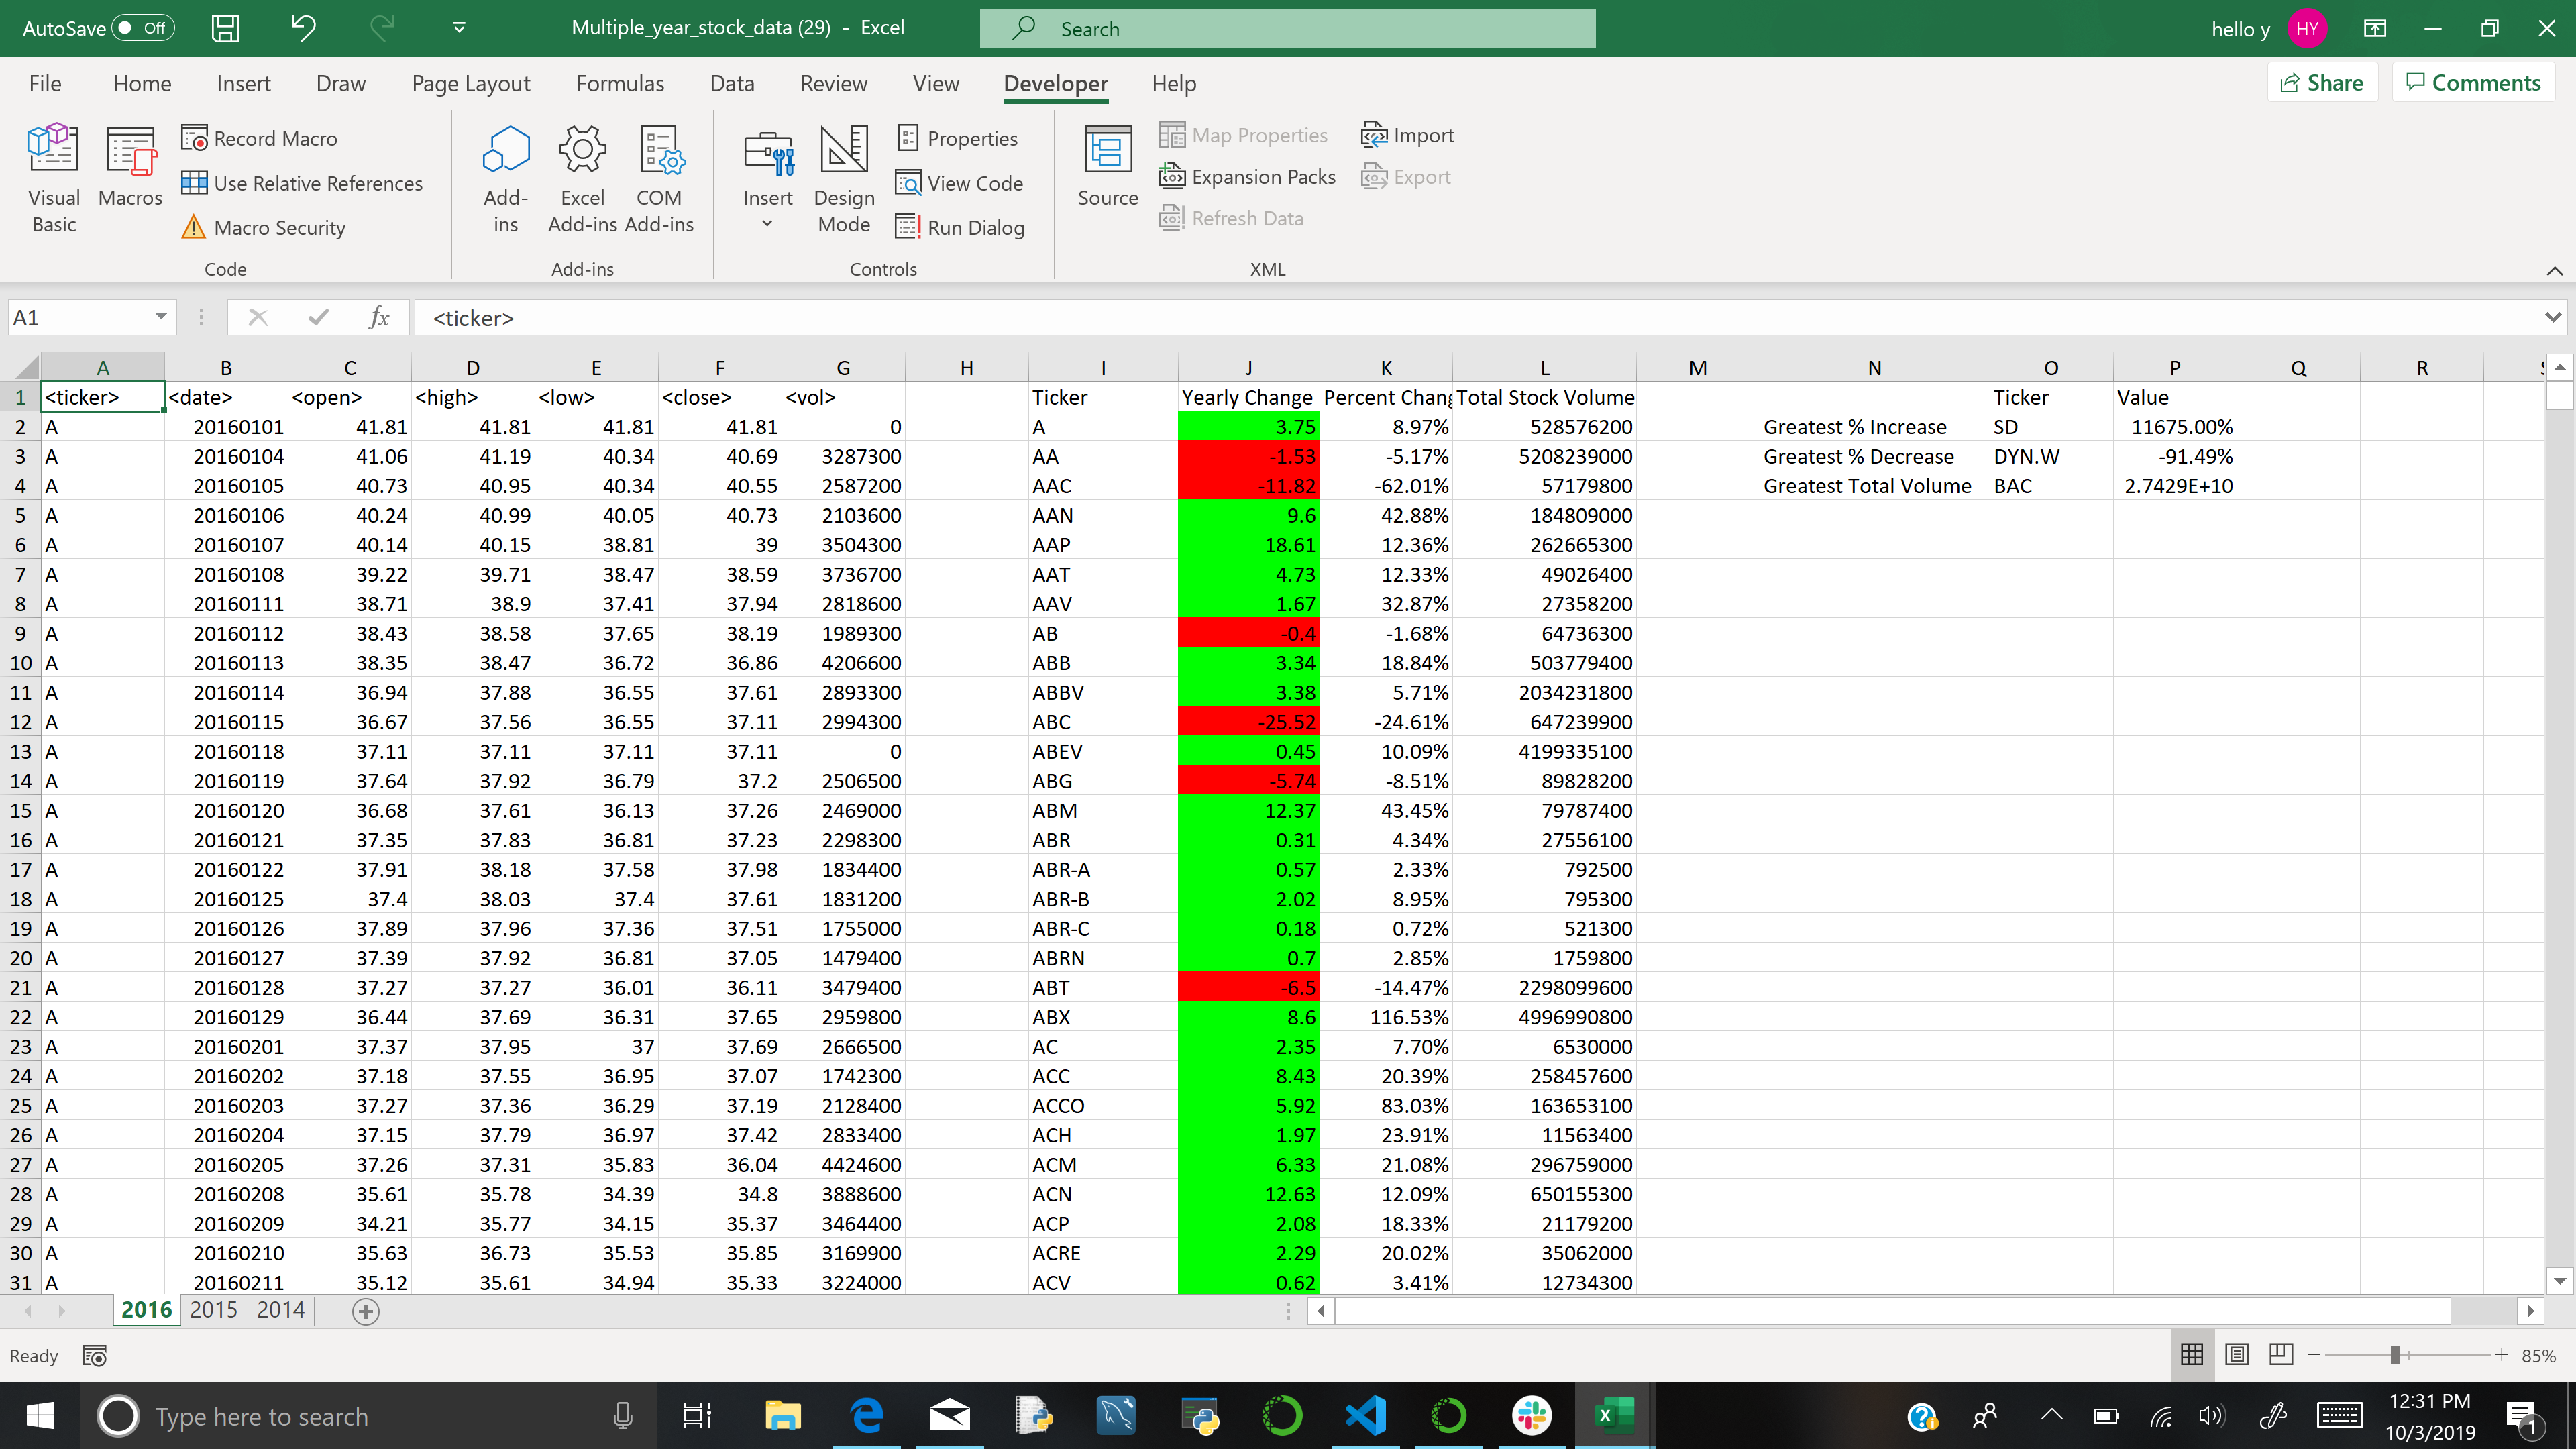 AutoSave Off Multiple_year_stock_data (29) - Excel Search hello y HY
File Home Insert Draw Page Layout Formulas Data Review View Developer Help Share Comments
Visual Basic
Macros
Record Macro
Use Relative References
Macro Security
Code
Add-ins
Excel Add-ins
COM Add-ins
Add-ins
Insert
Design Mode
Properties
View Code
Run Dialog
Controls
Source
Map Properties
Expansion Packs
Refresh Data
Import
Export
XML
A1 fx <ticker>
A B C D E F G H I J K L M N O P Q R
1 <ticker> <date> <open> <high> <low> <close> <vol> Ticker Yearly Change Percent Chang Total Stock Volume Ticker Value
2 A 20160101 41.81 41.81 41.81 41.81 0 A 3.75 8.97% 528576200 Greatest % Increase SD 11675.00%
3 A 20160104 41.06 41.19 40.34 40.69 3287300 AA -1.53 -5.17% 5208239000 Greatest % Decrease DYN.W -91.49%
4 A 20160105 40.73 40.95 40.34 40.55 2587200 AAC -11.82 -62.01% 57179800 Greatest Total Volume BAC 2.7429E+10
5 A 20160106 40.24 40.99 40.05 40.73 2103600 AAN 9.6 42.88% 184809000
6 A 20160107 40.14 40.15 38.81 39 3504300 AAP 18.61 12.36% 262665300
7 A 20160108 39.22 39.71 38.47 38.59 3736700 AAT 4.73 12.33% 49026400
8 A 20160111 38.71 38.9 37.41 37.94 2818600 AAV 1.67 32.87% 27358200
9 A 20160112 38.43 38.58 37.65 38.19 1989300 AB -0.4 -1.68% 64736300
10 A 20160113 38.35 38.47 36.72 36.86 4206600 ABB 3.34 18.84% 503779400
11 A 20160114 36.94 37.88 36.55 37.61 2893300 ABBV 3.38 5.71% 2034231800
12 A 20160115 36.67 37.56 36.55 37.11 2994300 ABC -25.52 -24.61% 647239900
13 A 20160118 37.11 37.11 37.11 37.11 0 ABEV 0.45 10.09% 4199335100
14 A 20160119 37.64 37.92 36.79 37.2 2506500 ABG -5.74 -8.51% 89828200
15 A 20160120 36.68 37.61 36.13 37.26 2469000 ABM 12.37 43.45% 79787400
16 A 20160121 37.35 37.83 36.81 37.23 2298300 ABR 0.31 4.34% 27556100
17 A 20160122 37.91 38.18 37.58 37.98 1834400 ABR-A 0.57 2.33% 792500
18 A 20160125 37.4 38.03 37.4 37.61 1831200 ABR-B 2.02 8.95% 795300
19 A 20160126 37.89 37.96 37.36 37.51 1755000 ABR-C 0.18 0.72% 521300
20 A 20160127 37.39 37.92 36.81 37.05 1479400 ABRN 0.7 2.85% 1759800
21 A 20160128 37.27 37.27 36.01 36.11 3479400 ABT -6.5 -14.47% 2298099600
22 A 20160129 36.44 37.69 36.31 37.65 2959800 ABX 8.6 116.53% 4996990800
23 A 20160201 37.37 37.95 37 37.69 2666500 AC 2.35 7.70% 6530000
24 A 20160202 37.18 37.55 36.95 37.07 1742300 ACC 8.43 20.39% 258457600
25 A 20160203 37.27 37.36 36.29 37.19 2128400 ACCO 5.92 83.03% 163653100
26 A 20160204 37.15 37.79 36.97 37.42 2833400 ACH 1.97 23.91% 11563400
27 A 20160205 37.26 37.31 35.83 36.04 4424600 ACM 6.33 21.08% 296759000
28 A 20160208 35.61 35.78 34.39 34.8 3888600 ACN 12.63 12.09% 650155300
29 A 20160209 34.21 35.77 34.15 35.37 3464400 ACP 2.08 18.33% 21179200
30 A 20160210 35.63 36.73 35.53 35.85 3169900 ACRE 2.29 20.02% 35062000
31 A 20160211 35.12 35.61 34.94 35.33 3224000 ACV 0.62 3.41% 12734300
2016 2015 2014
Ready 85%
Type here to search
12:31 PM
10/3/2019
1